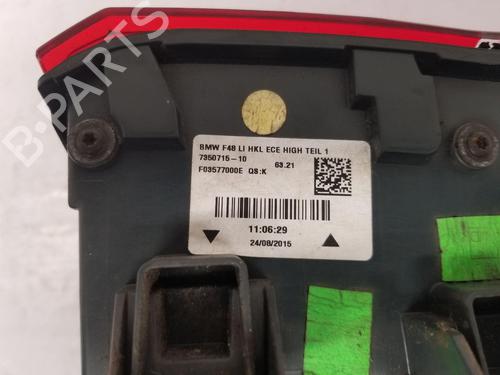 BMW F48 LI HKL ECE HIGH TEIL 1
7350715-10 63.21
F03577000E QS:K
11:06:29
24/08/2015
B-PARTS